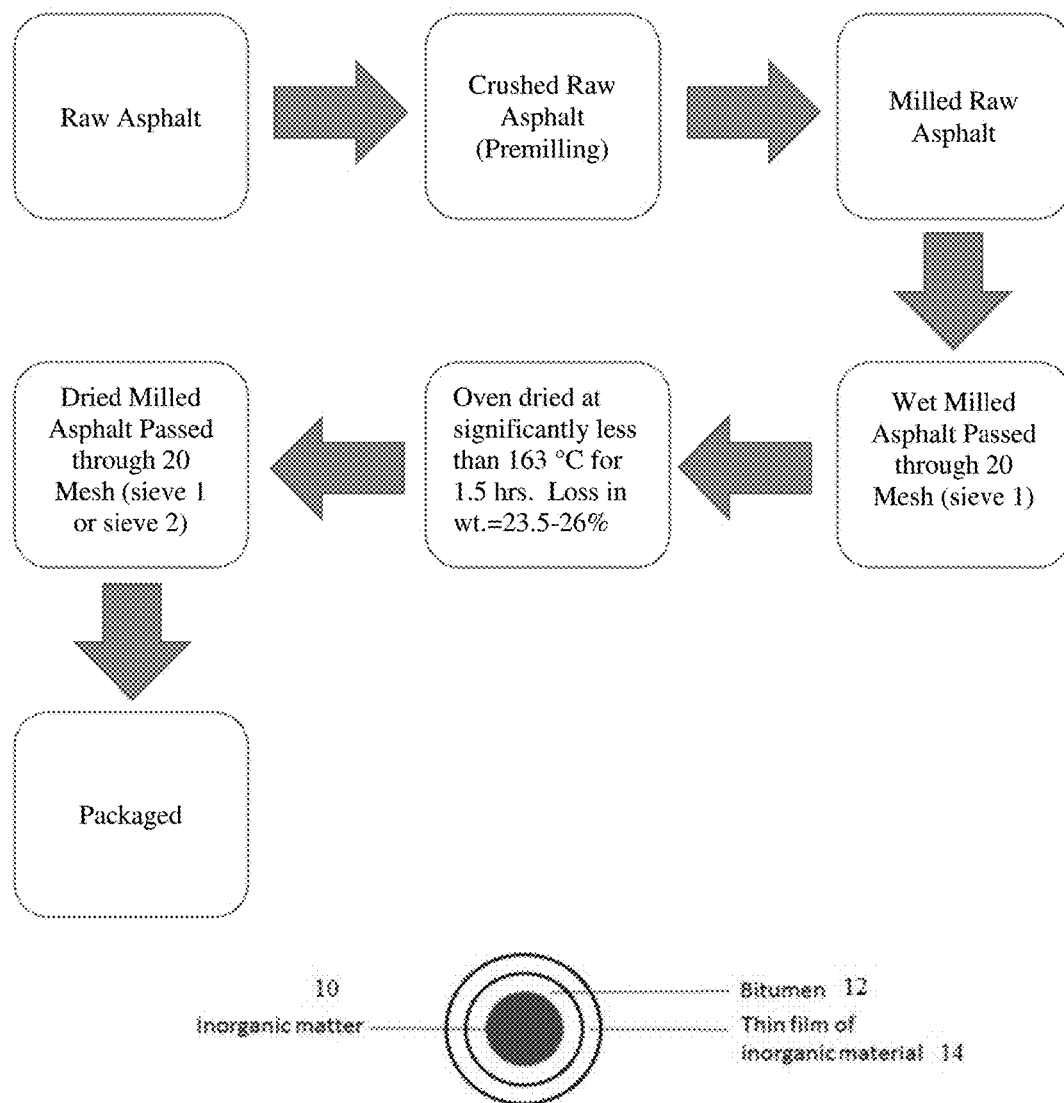 Raw Asphalt
Crushed Raw
Asphalt
(Premilling)
Milled Raw
Asphalt
Wet Milled
Asphalt Passed
through 20
Mesh (sieve 1)
Oven dried at
significantly less
than 163 °C for
1.5 hrs. Loss in
wt.=23.5-26%
Dried Milled
Asphalt Passed
through 20
Mesh (sieve 1
or sieve 2)
Packaged
10
inorganic matter
Bitumen 12
Thin film of
inorganic material 14